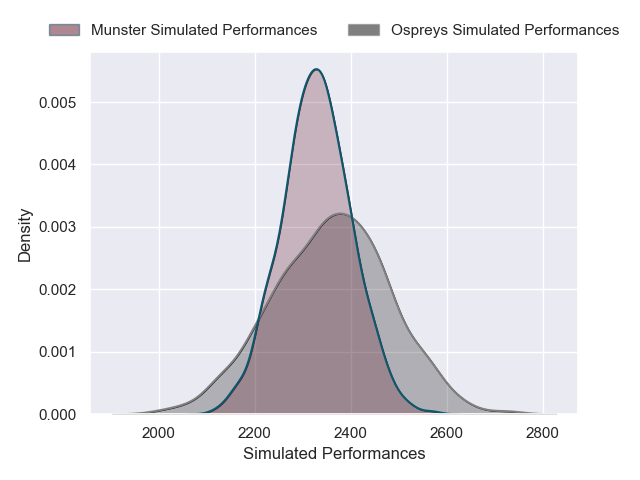 Munster Simulated Performances
Ospreys Simulated Performances
Density
0.005
0.004
0.003
0.002
0.001
0.000
2000 2200 2400 2600 2800
Simulated Performances